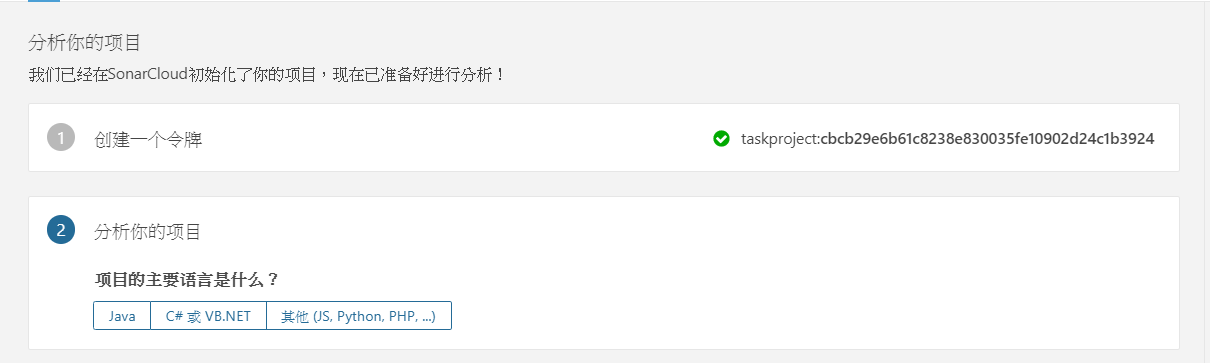 分析你的项目
我们已经在SonarCloud初始化了你的项目，现在已准备好进行分析！
1 创建一个令牌 taskproject:cbcb29e6b61c8238e830035fe10902d24c1b3924
2 分析你的项目
项目的主要语言是什么？
Java C# 或 VB.NET 其他 (JS, Python, PHP, ...)